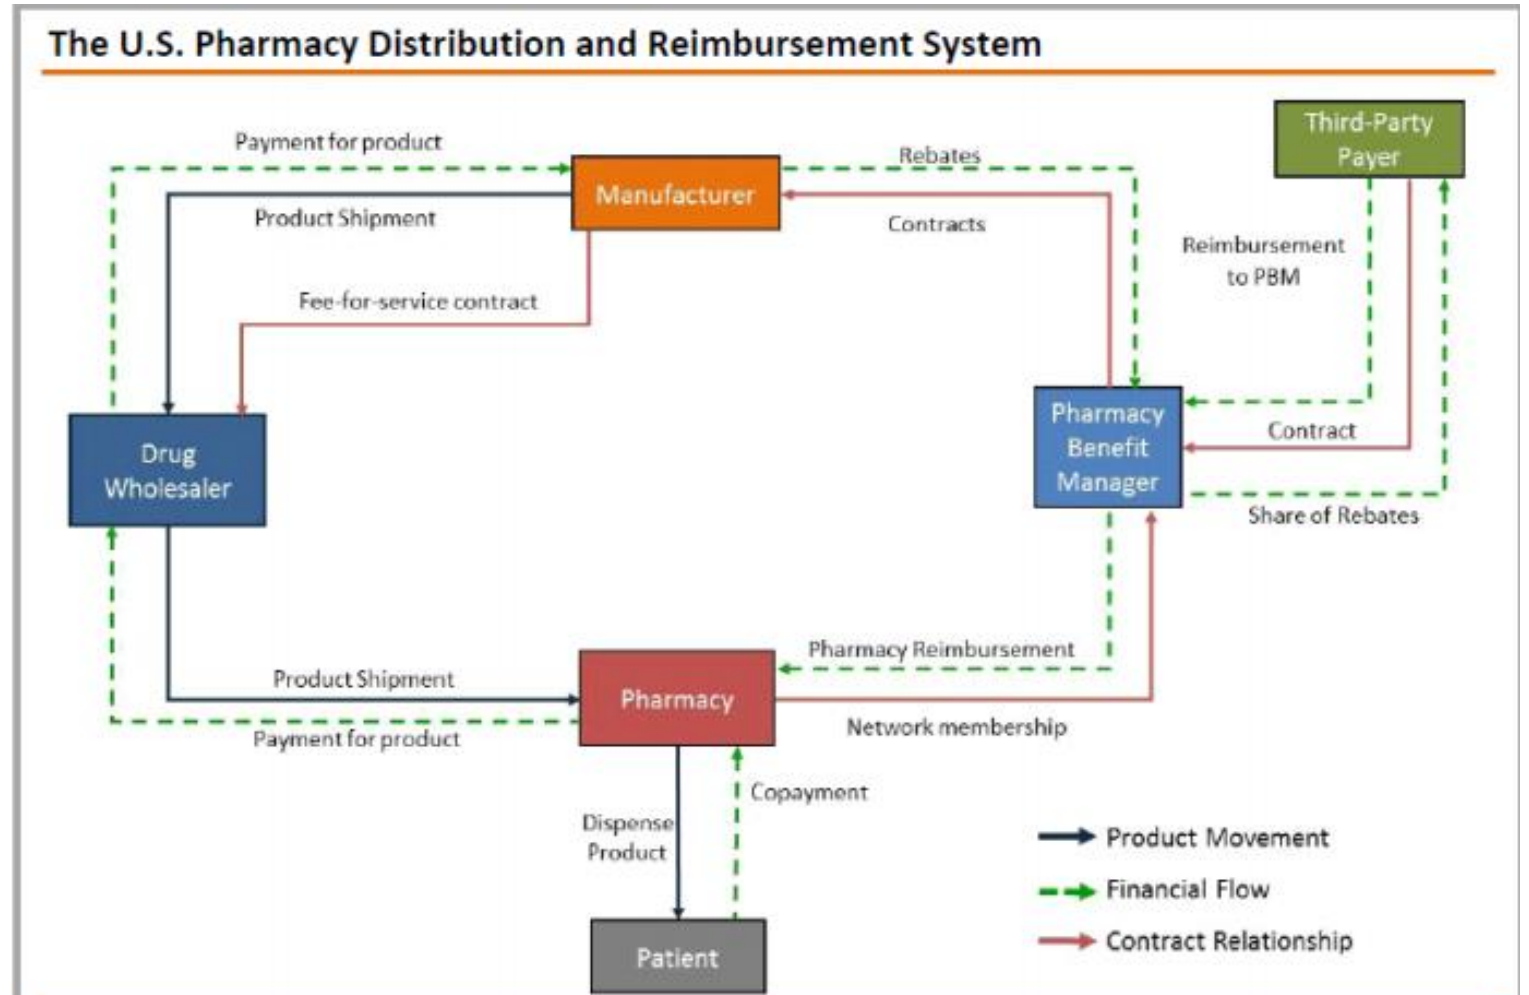 The U.S. Pharmacy Distribution and Reimbursement System
Third-Party
Payer
Payment for product
Rebates
Manufacturer
Product Shipment
Contracts
Reimbursement
to PBM
Fee-for-service contract
Pharmacy
Benefit
Manager
Contract
Drug
Wholesaler
Share of Rebates
Pharmacy Reimbursement
Product Shipment
Pharmacy
Payment for product
Network membership
Copayment
Dispense
Product
Product Movement
Financial Flow
Contract Relationship
Patient